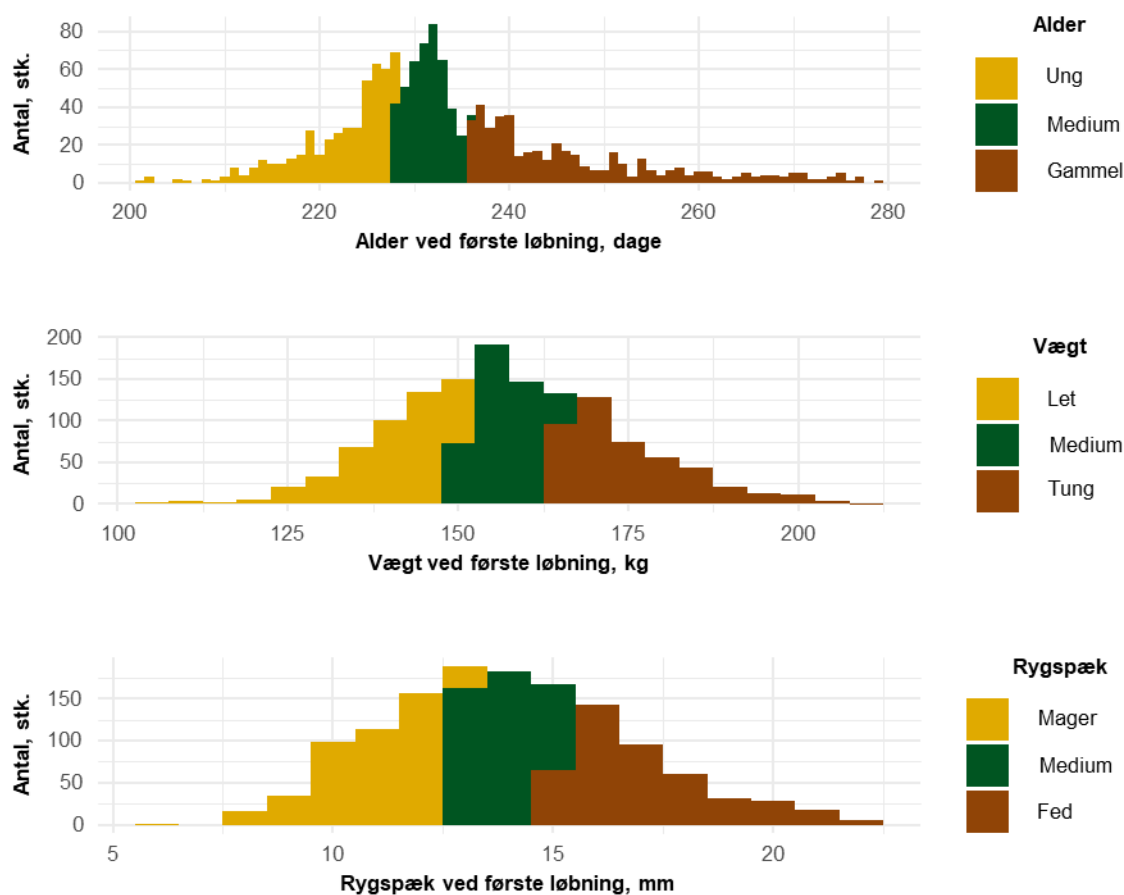 Antal, stk.
80
60
40
20
0
200
220
240
260
280
Alder ved første løbning, dage
Alder
Ung
Medium
Gammel
Antal, stk.
200
150
100
50
0
100
125
150
175
200
Vægt ved første løbning, kg
Vægt
Let
Medium
Tung
Antal, stk.
150
100
50
0
5
10
15
20
Rygspæk ved første løbning, mm
Rygspæk
Mager
Medium
Fed